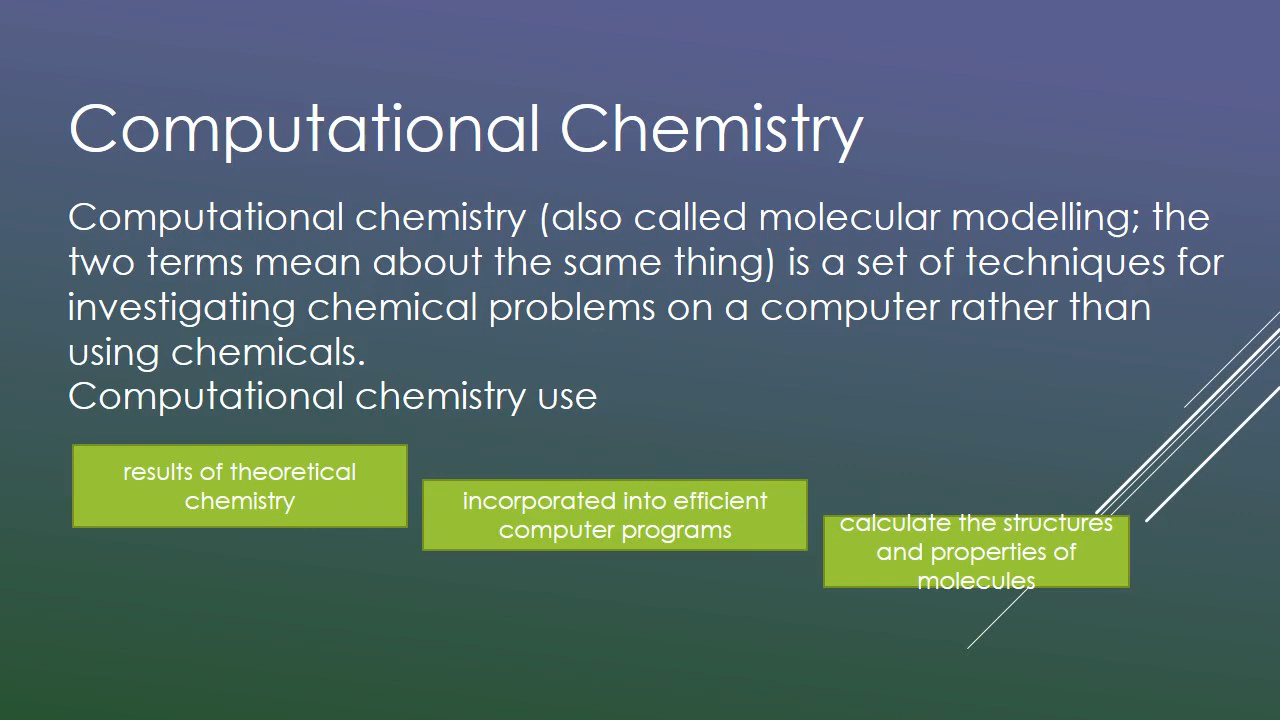 Computational Chemistry
Computational chemistry (also called molecular modelling; the
two terms mean about the same thing) is a set of techniques for
investigating chemical problems on a computer rather than
using chemicals.
Computational chemistry use
results of theoretical
chemistry
incorporated into efficient
computer programs
calculate the structures
and properties of
molecules